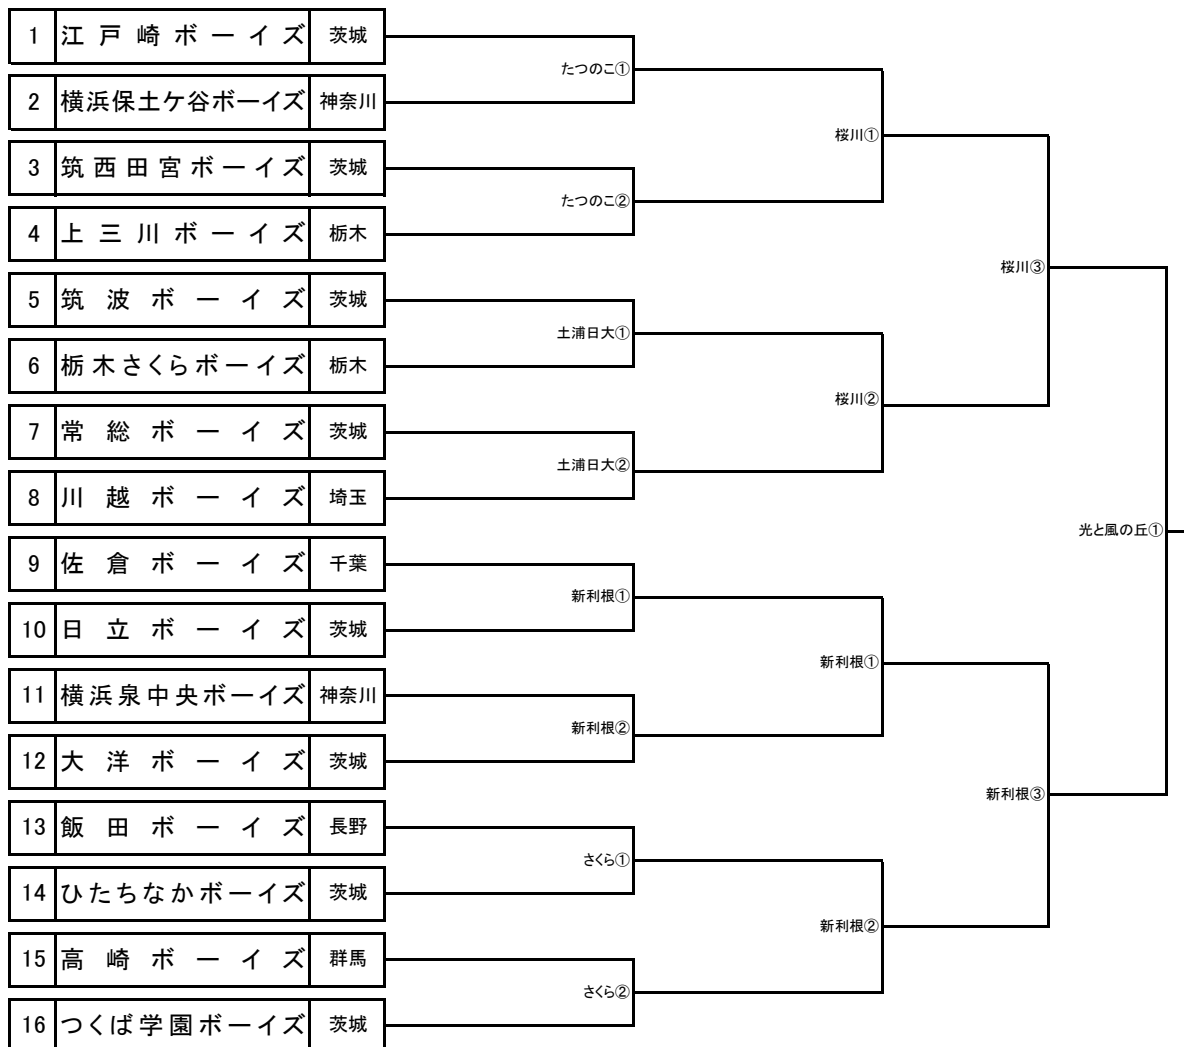 1 江戸崎ボーイズ 茨城
たつのこ①
2 横浜保土ケ谷ボーイズ 神奈川
桜川①
3 筑西田宮ボーイズ 茨城
たつのこ②
4 上三川ボーイズ 栃木
桜川③
5 筑波ボーイズ 茨城
土浦日大①
6 栃木さくらボーイズ 栃木
桜川②
7 常総ボーイズ 茨城
土浦日大②
8 川越ボーイズ 埼玉
光と風の丘①
9 佐倉ボーイズ 千葉
新利根①
10 日立ボーイズ 茨城
新利根①
11 横浜泉中央ボーイズ 神奈川
新利根②
12 大洋ボーイズ 茨城
新利根③
13 飯田ボーイズ 長野
さくら①
14 ひたちなかボーイズ 茨城
新利根②
15 高崎ボーイズ 群馬
さくら②
16 つくば学園ボーイズ 茨城